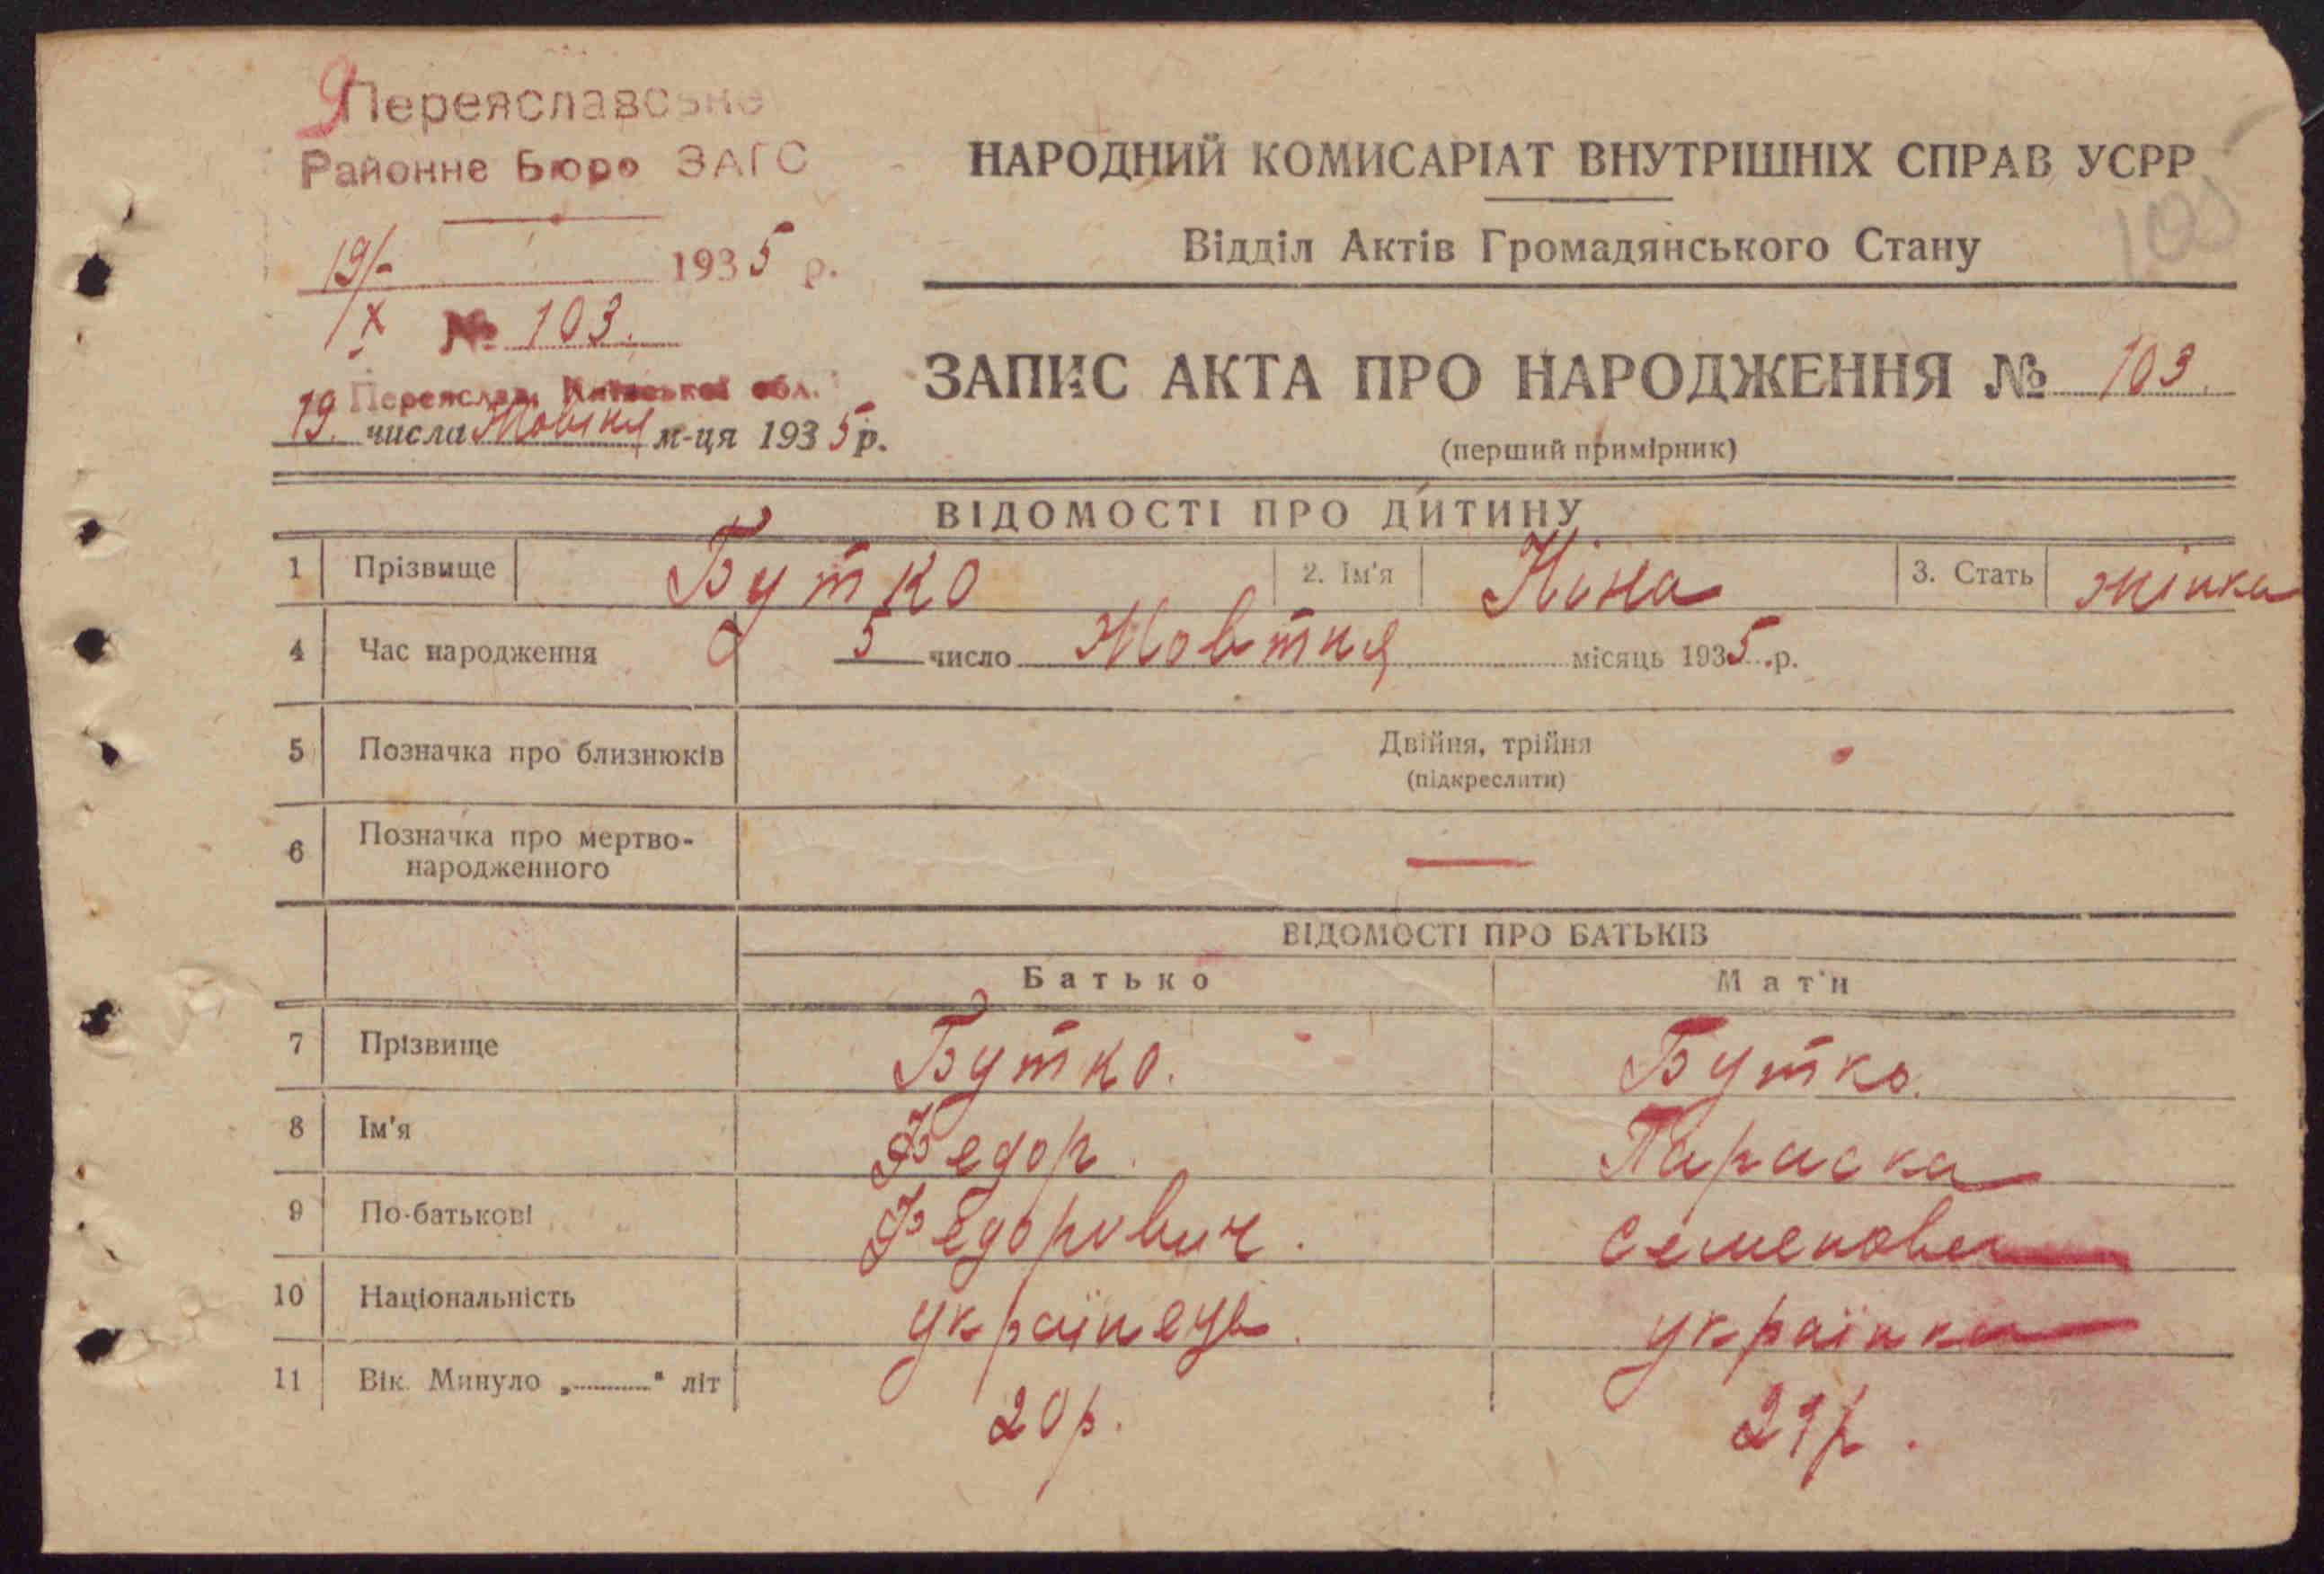 Переяславське
Районне Бюро ЗАГС
19/- 1935 р.
X № 103.
Переяслав, Київської обл.
19. числа Жовтня м-ця 1935 р.
НАРОДНИЙ КОМИСАРІАТ ВНУТРІШНІХ СПРАВ УСРР
Відділ Актів Громадянського Стану
ЗАПИС АКТА ПРО НАРОДЖЕННЯ № 103.
(перший примірник)
ВІДОМОСТІ ПРО ДИТИНУ
1 Прізвище Бутко 2. Ім'я Ніна 3. Стать жінка
4 Час народження 5 число Жовтня місяць 1935 р.
5 Позначка про близнюків Двійня, трійня
(підкреслити)
6 Позначка про мертво-
народженного —
ВІДОМОСТІ ПРО БАТЬКІВ
Батько Мати
7 Прізвище Бутко. Бутко.
8 Ім'я Федор. Параска
9 По-батькові Федорович. Семеновна
10 Національність українець. українка
11 Вік. Минуло „ " літ 20 р. 21 р.